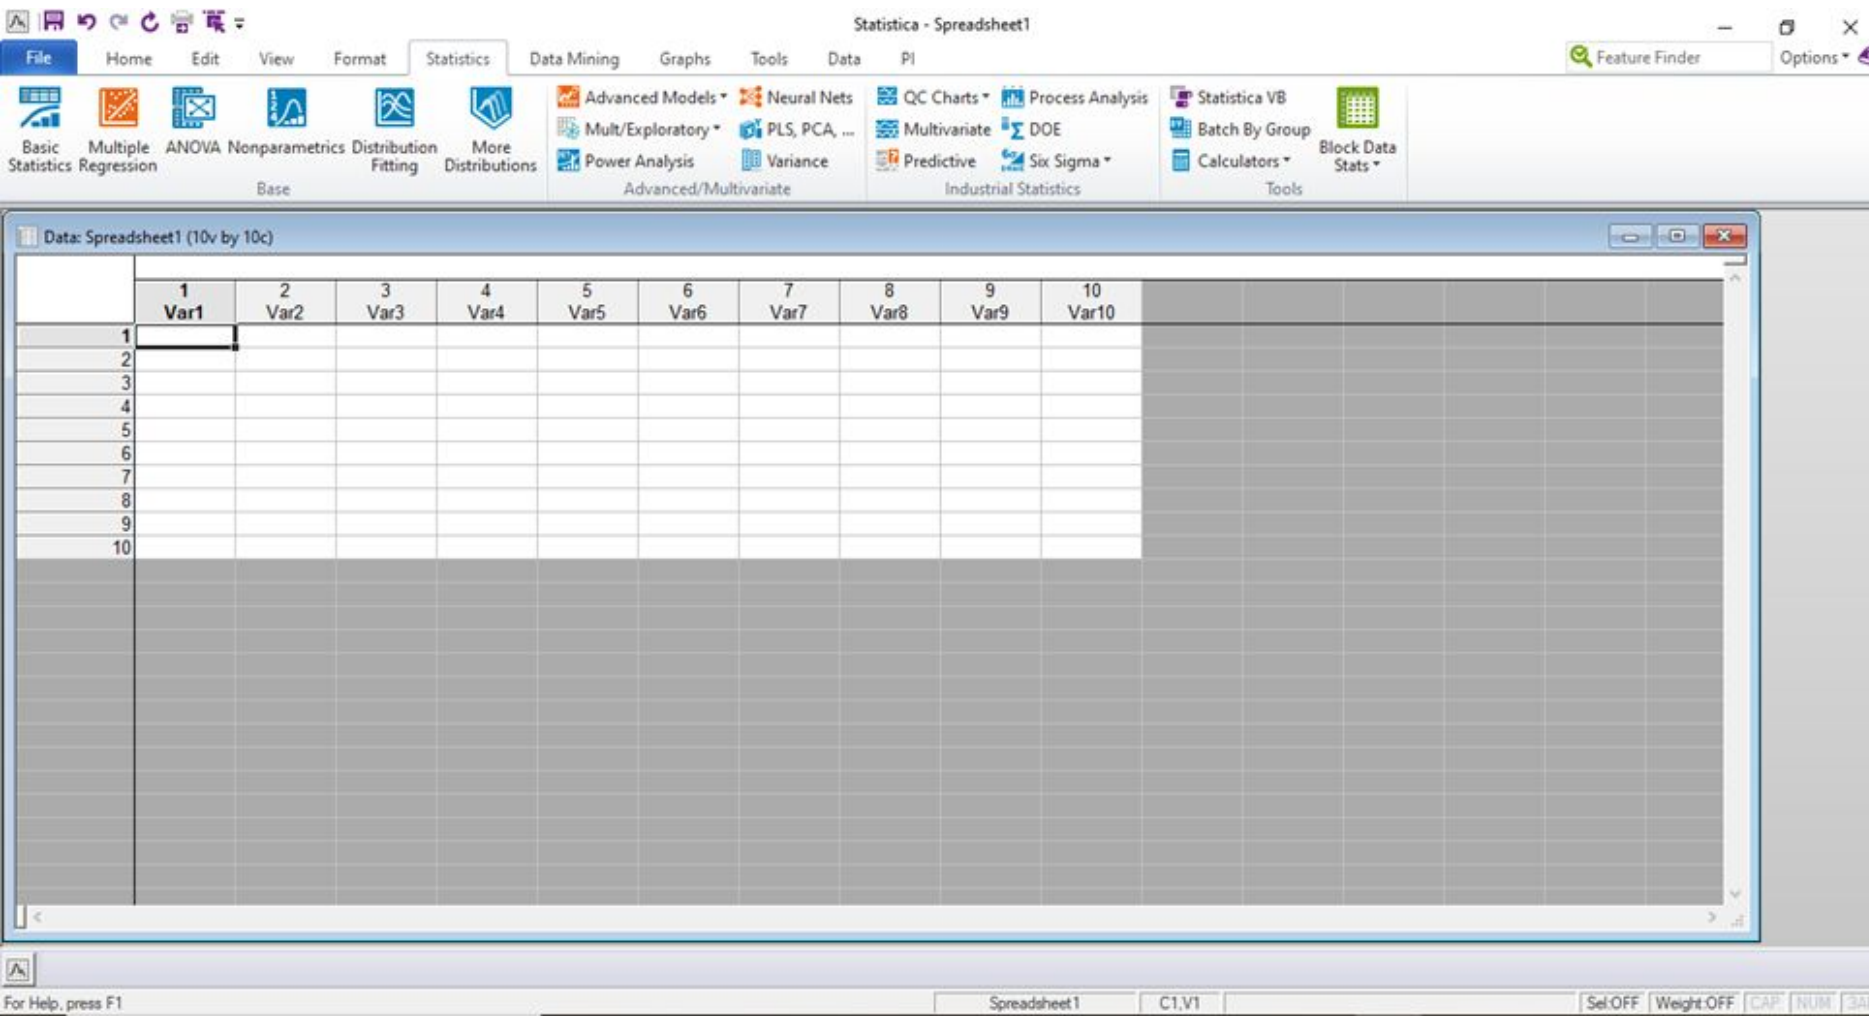 Statistica - Spreadsheet1
File Home Edit View Format Statistics Data Mining Graphs Tools Data PI Feature Finder Options
Basic Statistics
Multiple Regression
ANOVA
Nonparametrics
Distribution Fitting
More Distributions
Base
Advanced Models Neural Nets
Mult/Exploratory PLS, PCA, ...
Power Analysis Variance
Advanced/Multivariate
QC Charts Process Analysis
Multivariate DOE
Predictive Six Sigma
Industrial Statistics
Statistica VB
Batch By Group
Calculators
Block Data Stats
Tools
Data: Spreadsheet1 (10v by 10c)
1 2 3 4 5 6 7 8 9 10
Var1 Var2 Var3 Var4 Var5 Var6 Var7 Var8 Var9 Var10
1
2
3
4
5
6
7
8
9
10
For Help, press F1 Spreadsheet1 C1,V1 Sel:OFF Weight:OFF CAP NUM